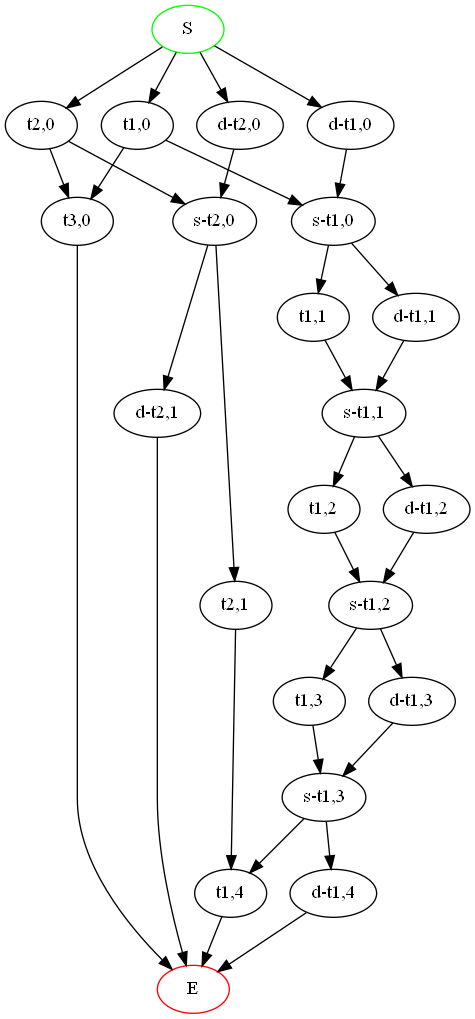 S
t2,0 t1,0 d-t2,0 d-t1,0
t3,0 s-t2,0 s-t1,0
t1,1 d-t1,1
d-t2,1 s-t1,1
t1,2 d-t1,2
t2,1 s-t1,2
t1,3 d-t1,3
s-t1,3
t1,4 d-t1,4
E